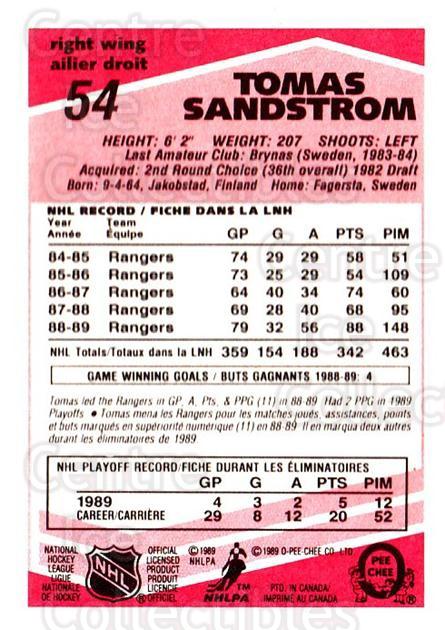 right wing
ailier droit
54
TOMAS
SANDSTROM
HEIGHT: 6' 2" WEIGHT: 207 SHOOTS: LEFT
Last Amateur Club: Brynas (Sweden, 1983-84)
Acquired: 2nd Round Choice (36th overall) 1982 Draft
Born: 9-4-64, Jakobstad, Finland Home: Fagersta, Sweden
NHL RECORD / FICHE DANS LA LNH
Year Team
Année Équipe GP G A PTS PIM
84-85 Rangers 74 29 29 58 51
85-86 Rangers 73 25 29 54 109
86-87 Rangers 64 40 34 74 60
87-88 Rangers 69 28 40 68 95
88-89 Rangers 79 32 56 88 148
NHL Totals/Totaux dans la LNH 359 154 188 342 463
GAME WINNING GOALS / BUTS GAGNANTS 1988-89: 4
Tomas led the Rangers in GP, A, Pts, & PPG (11) in 88-89. Had 2 PPG in 1989
Playoffs • Tomas mena les Rangers pour les matches joués, assistances, points
et buts marqués en supériorité numérique (11) en 88-89. Il en marqua deux autres
durant les éliminatoires de 1989.
NHL PLAYOFF RECORD/FICHE DURANT LES ÉLIMINATOIRES
GP G A PTS PIM
1989 4 3 2 5 12
CAREER/CARRIÈRE 29 8 12 20 52
NATIONAL
HOCKEY
LEAGUE
LIGUE
NATIONALE
DE HOCKEY
NHL
®
OFFICIAL
LICENSED
PRODUCT
PRODUIT
LICENCIÉ
OFFICIEL
© 1989
NHLPA
TM
NHLPA
© 1989 O-PEE-CHEE CO. LTD.
PTD. IN CANADA/
IMPRIMÉ AU CANADA
O
PEE
CHEE
®
Centre
Ice
Collectibles